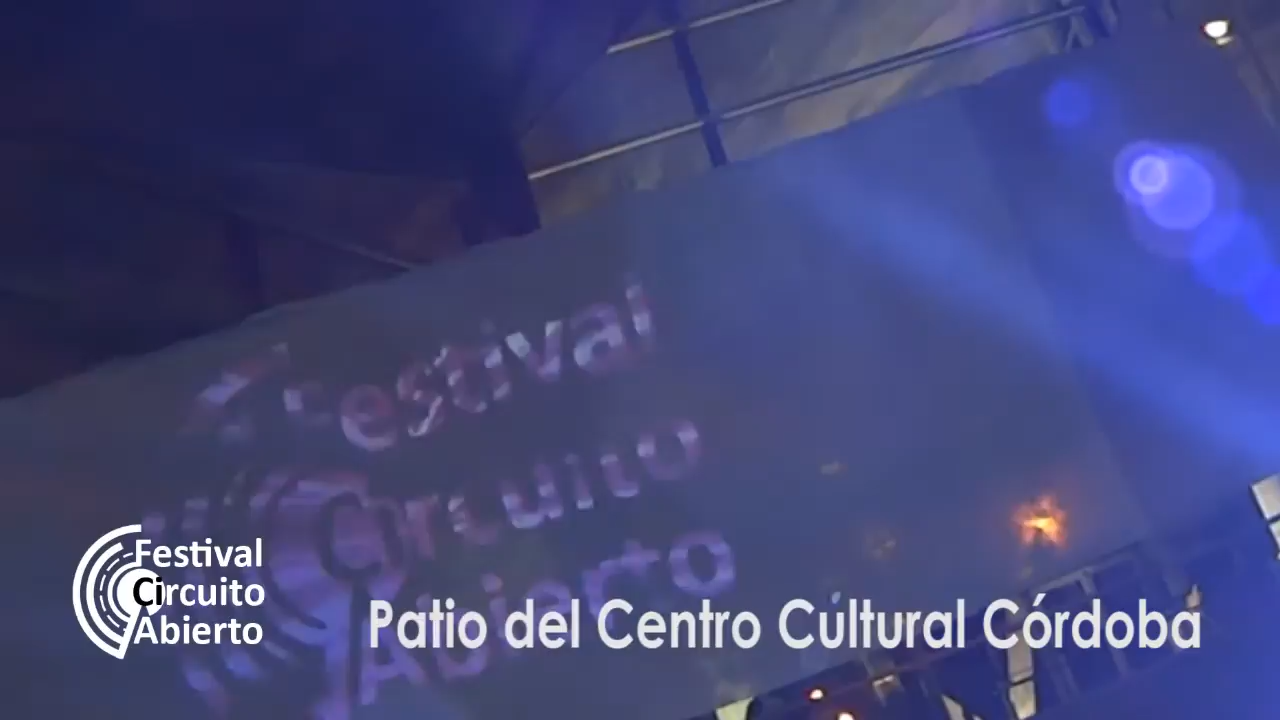 Festival
Circuito
Abierto
Festival
Circuito
Abierto
Patio del Centro Cultural Córdoba